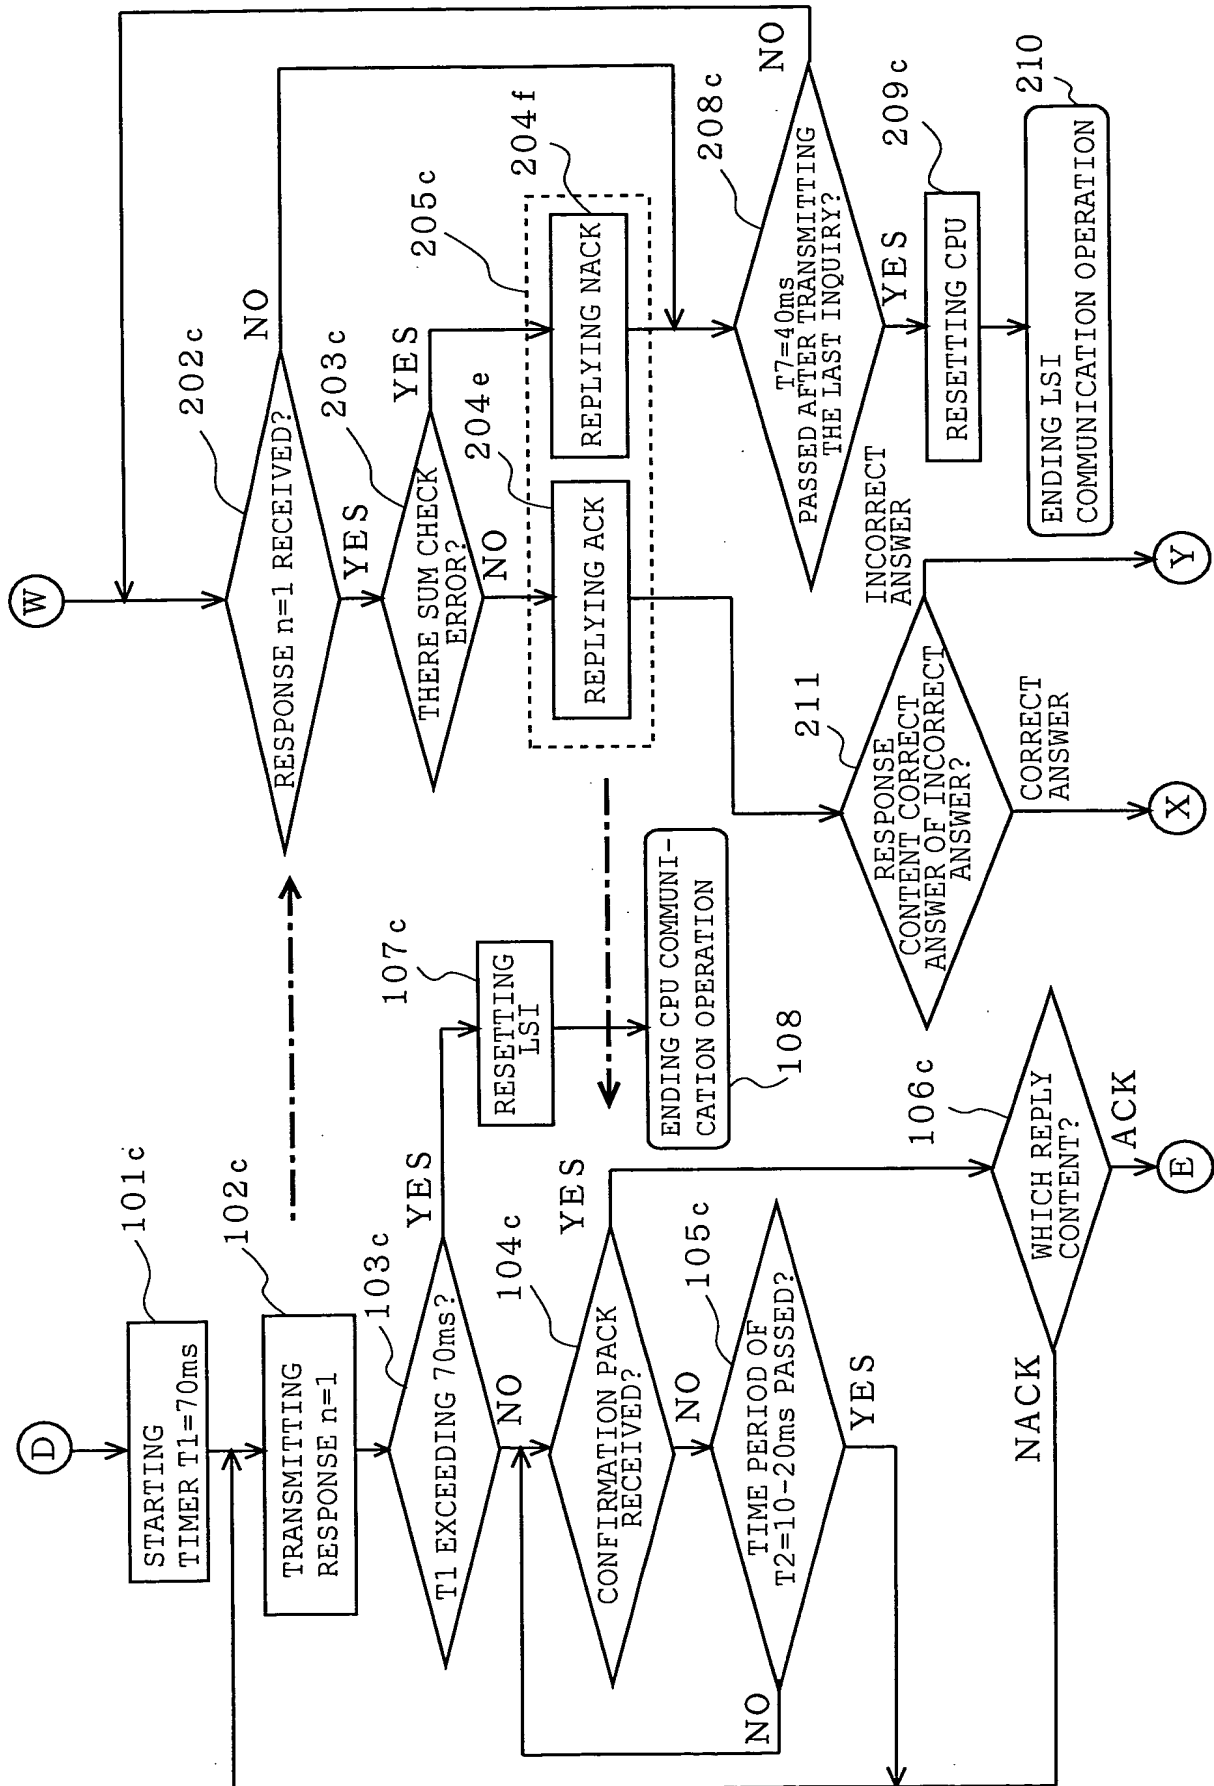 D
101c
STARTING
TIMER T1=70ms
102c
TRANSMITTING
RESPONSE n=1
103c
T1 EXCEEDING 70ms?
YES
NO
107c
RESETTING
LSI
ENDING CPU COMMUNI-
CATION OPERATION
108
104c
CONFIRMATION PACK
RECEIVED?
YES
NO
105c
TIME PERIOD OF
T2=10-20ms PASSED?
NO
YES
106c
WHICH REPLY
CONTENT?
NACK
ACK
E
W
202c
RESPONSE n=1 RECEIVED?
NO
YES
203c
THERE SUM CHECK
ERROR?
YES
NO
205c
204e
REPLYING ACK
204f
REPLYING NACK
208c
T7=40ms
PASSED AFTER TRANSMITTING
THE LAST INQUIRY?
NO
YES
209c
RESETTING CPU
210
ENDING LSI
COMMUNICATION OPERATION
211
RESPONSE
CONTENT CORRECT
ANSWER OF INCORRECT
ANSWER?
INCORRECT
ANSWER
CORRECT
ANSWER
X
Y